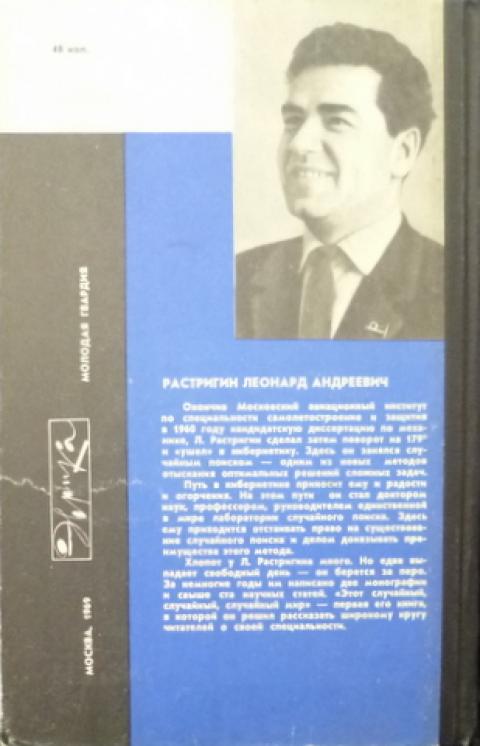 48 коп.
РАСТРИГИН ЛЕОНАРД АНДРЕЕВИЧ
Окончив Московский авиационный институт
по специальности самолетостроение и защитив
в 1960 году кандидатскую диссертацию по меха-
нике, Л. Растригин сделал затем поворот на 179°
и «ушел» в кибернетику. Здесь он занялся слу-
чайным поиском — одним из новых методов
отыскания оптимальных решений сложных задач.
Путь в кибернетике приносит ему и радости
и огорчения. На этом пути он стал доктором
наук, профессором, руководителем единственной
в мире лаборатории случайного поиска. Здесь
ему приходится отстаивать право на существова-
ние случайного поиска и делом доказывать пре-
имущества этого метода.
Хлопот у Л. Растригина много. Но едва вы-
падает свободный день — он берется за перо.
За немногие годы им написано две монографии
и свыше ста научных статей. «Этот случайный,
случайный, случайный мир» — первая его книга,
в которой он решил рассказать широкому кругу
читателей о своей специальности.
МОЛОДАЯ ГВАРДИЯ
Эврика
МОСКВА, 1969